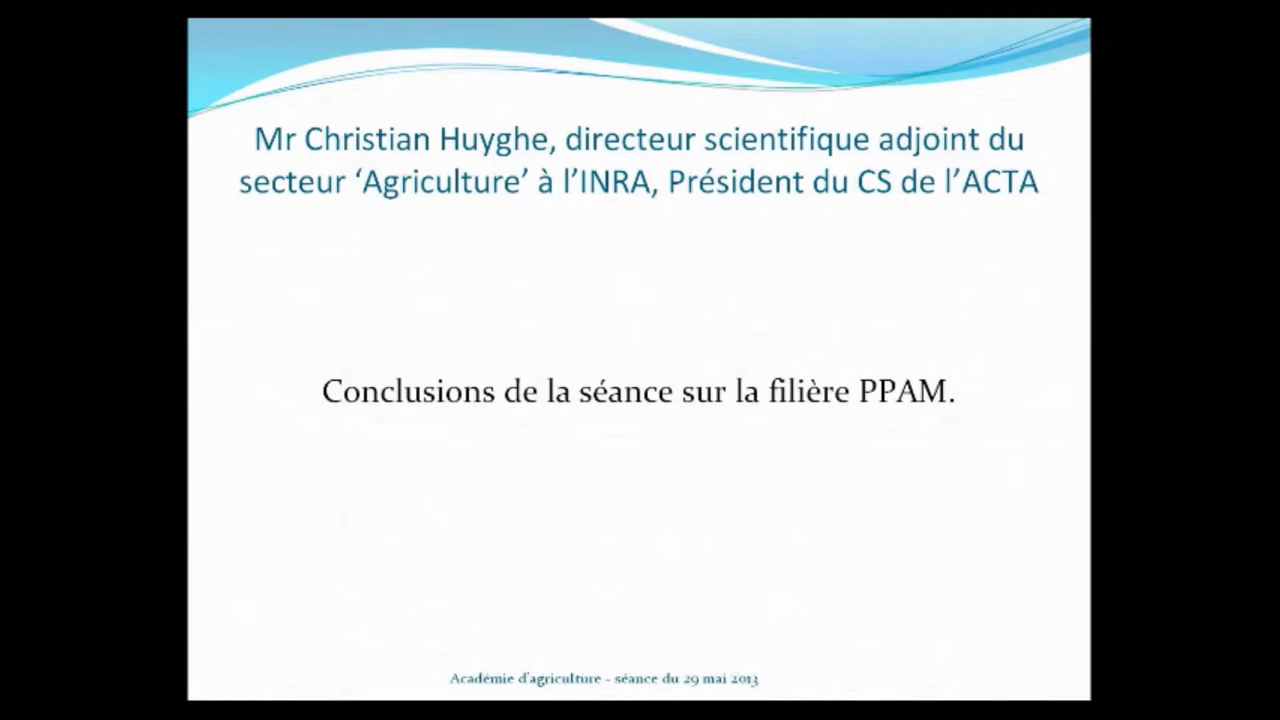 Mr Christian Huyghe, directeur scientifique adjoint du
secteur ‘Agriculture’ à l’INRA, Président du CS de l’ACTA
Conclusions de la séance sur la filière PPAM.
Académie d’agriculture - séance du 29 mai 2013